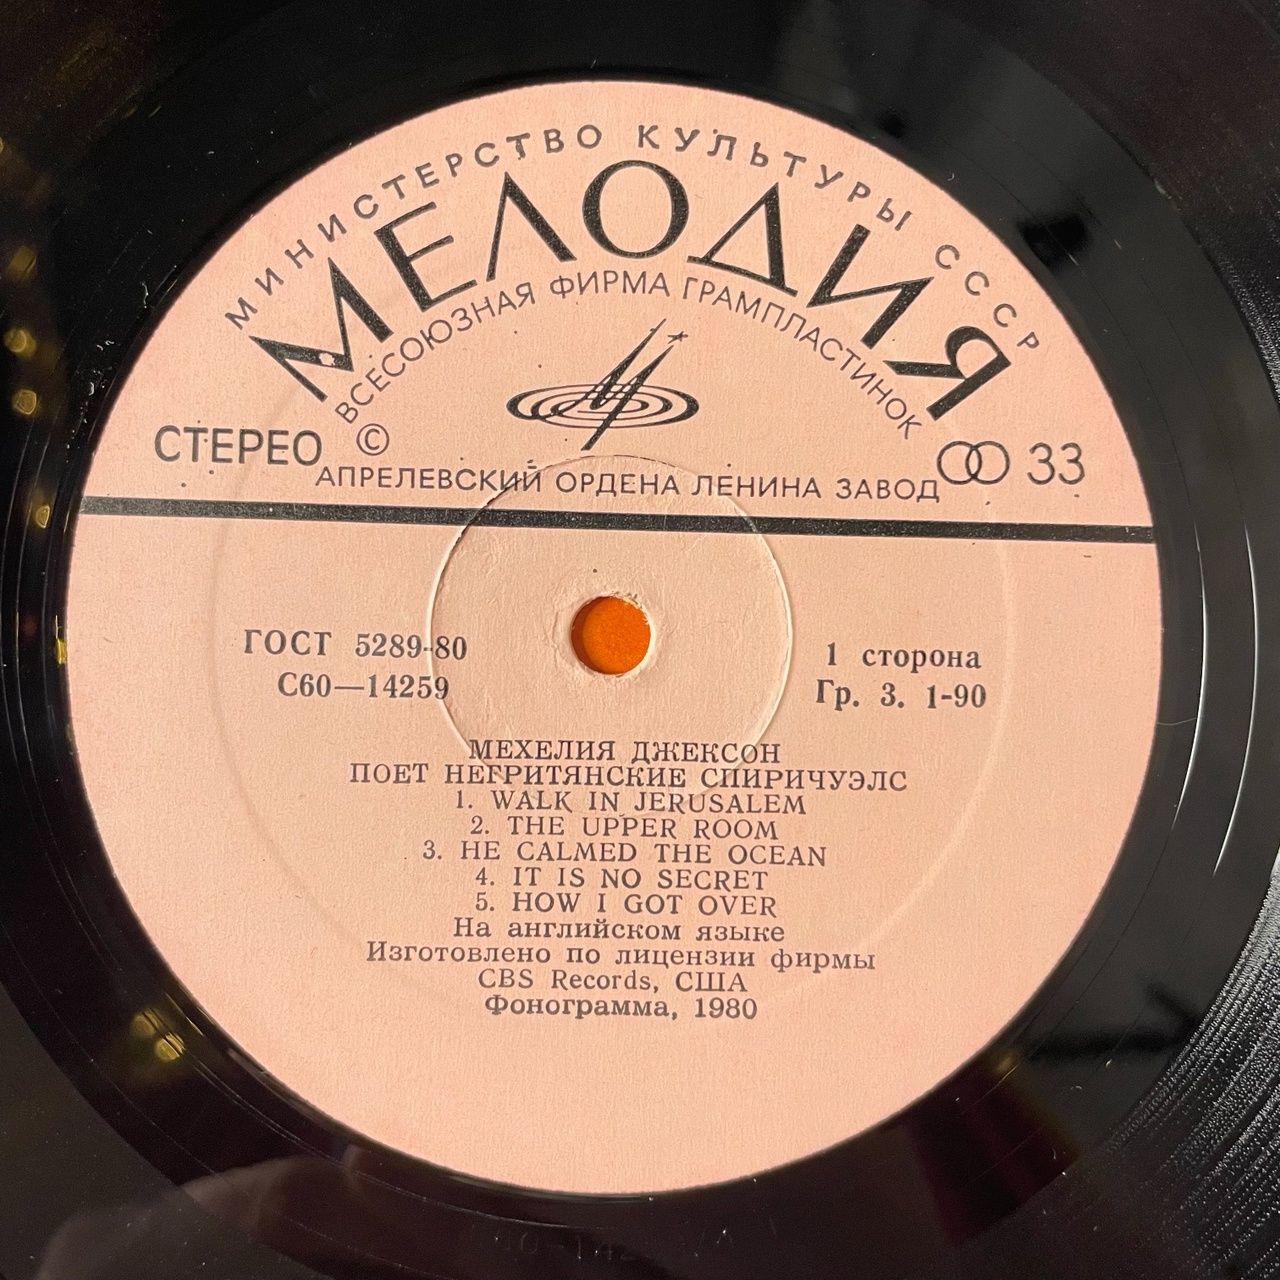 МИНИСТЕРСТВО КУЛЬТУРЫ СССР
МЕЛОДИЯ
ВСЕСОЮЗНАЯ ФИРМА ГРАМПЛАСТИНОК
СТЕРЕО © 33
АПРЕЛЕВСКИЙ ОРДЕНА ЛЕНИНА ЗАВОД
ГОСТ 5289-80
С60—14259
1 сторона
Гр. 3. 1-90
МЕХЕЛИЯ ДЖЕКСОН
ПОЕТ НЕГРИТЯНСКИЕ СПИРИЧУЭЛС
1. WALK IN JERUSALEM
2. THE UPPER ROOM
3. HE CALMED THE OCEAN
4. IT IS NO SECRET
5. HOW I GOT OVER
На английском языке
Изготовлено по лицензии фирмы
CBS Records, США
Фонограмма, 1980